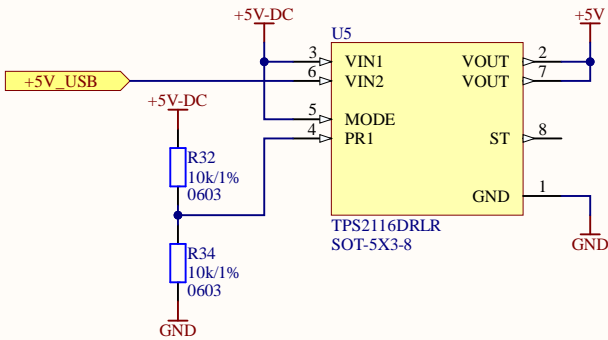 +5V-DC
+5V
U5
3 VIN1 VOUT 2
6 VIN2 VOUT 7
+5V_USB
+5V-DC
5 MODE
4 PR1 ST 8
R32
10k/1%
0603
GND 1
TPS2116DRLR
SOT-5X3-8
GND
R34
10k/1%
0603
GND